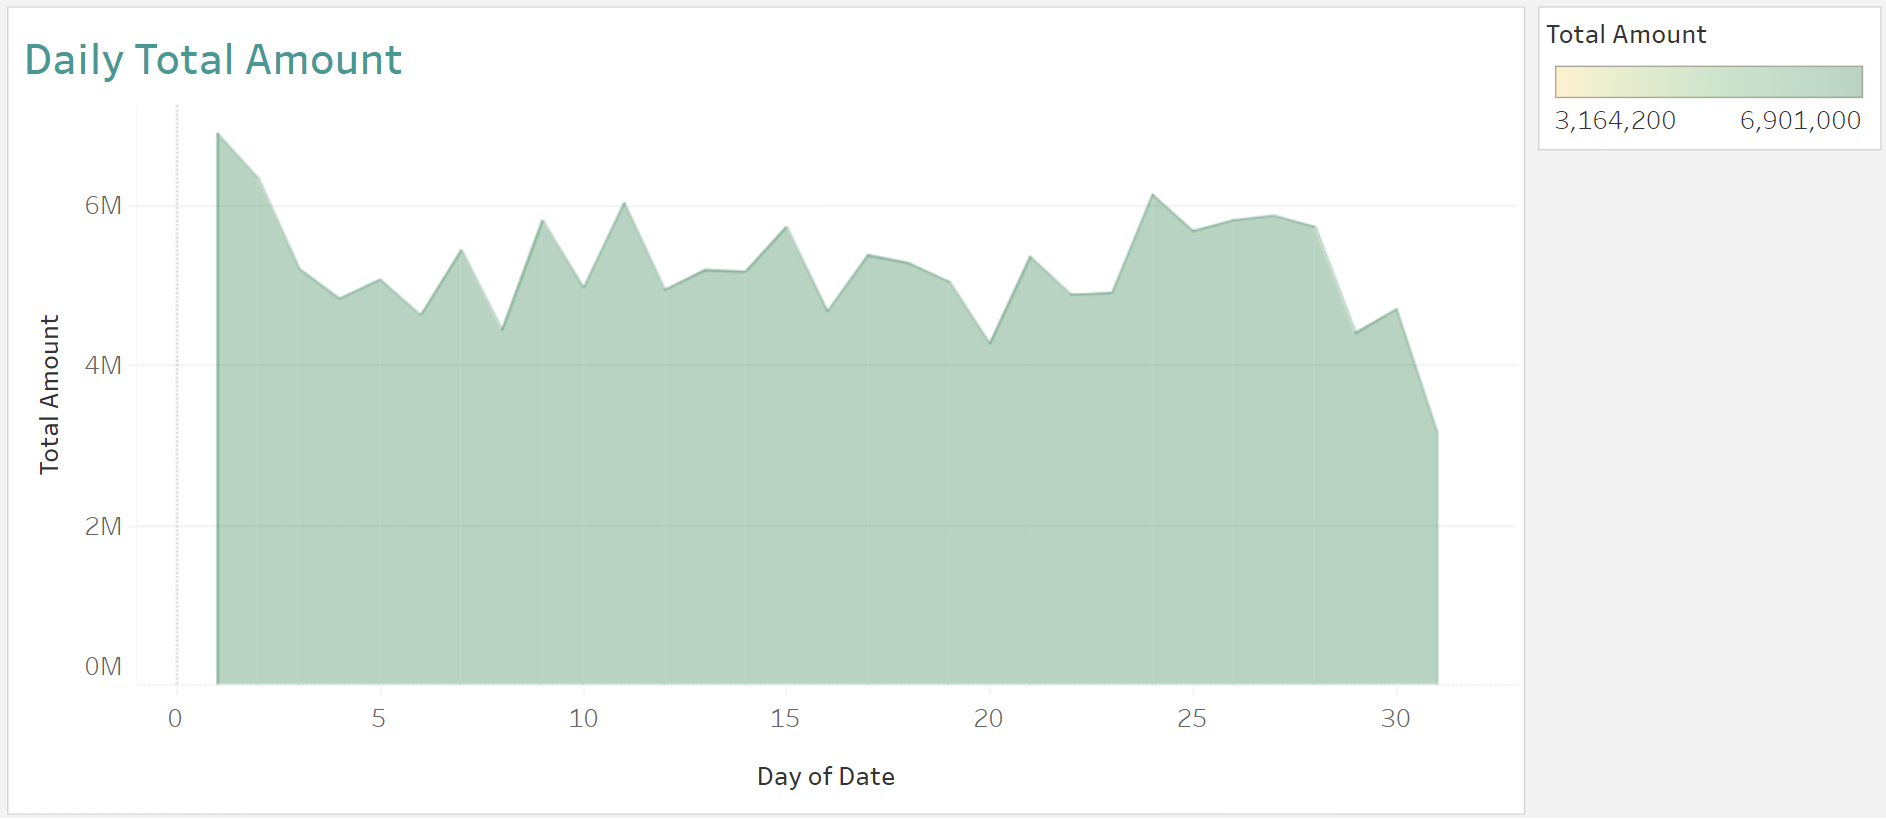 Daily Total Amount
Total Amount
3,164,200 6,901,000
6M
4M
2M
0M
Total Amount
0 5 10 15 20 25 30
Day of Date